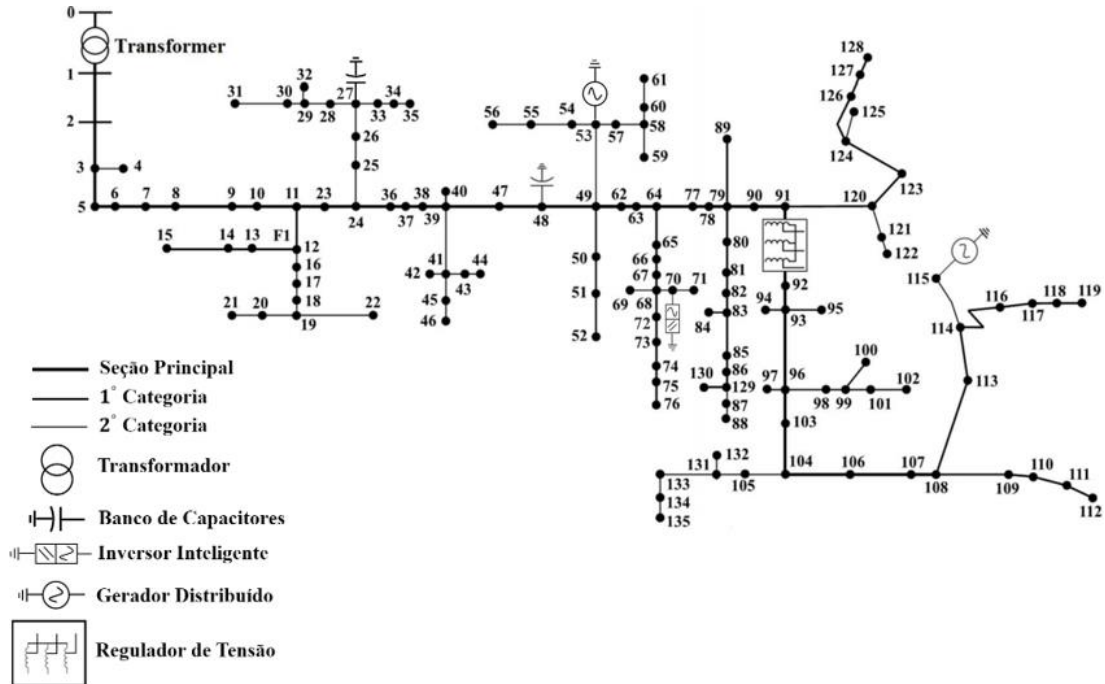 0
Transformer
1
2
3
4
5 6 7 8 9 10 11 23 24 36 37 38 39 40 47 48 49 62 63 64 77 78 79 90 91 120
31 30 32 29 28 27 33 34 35
26
25
15 14 13 F1 12
16
17
18
21 20 19 22
41
42 43 44
45
46
56 55 54 53 57 58
61
60
59
50
51
52
65
66
67
69 68 70 71
72
73
74
75
76
89
80
81
82
84 83
85
86
130 129
87
88
128
127
126
125
124
123
121
122
92
94 93 95
97 96 98 99 100 101 102
103
133 131 132 105 104 106 107 108 109 110 111 112
134
135
115
114
116 117 118 119
113
Seção Principal
1° Categoria
2° Categoria
Transformador
Banco de Capacitores
Inversor Inteligente
Gerador Distribuído
Regulador de Tensão